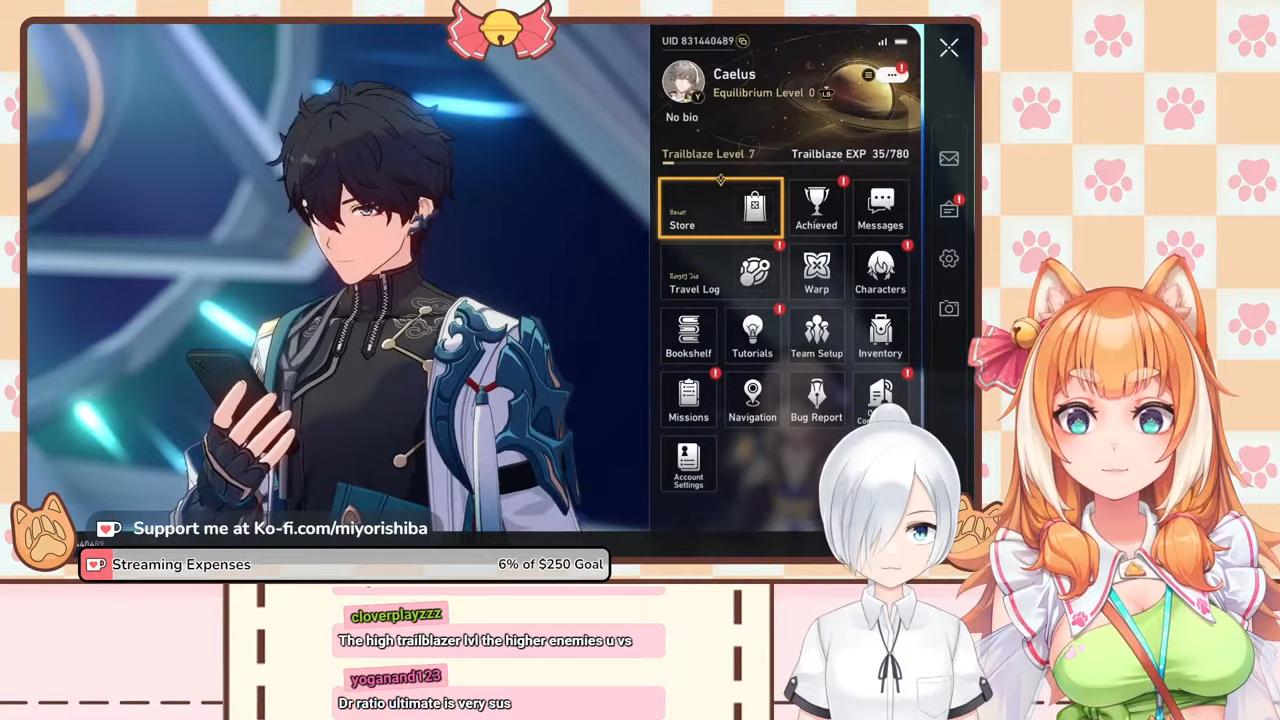 UID 831440489
Caelus
Equilibrium Level 0
No bio
Trailblaze Level 7
Trailblaze EXP 35/780
Store
Achieved
Messages
Travel Log
Warp
Characters
Bookshelf
Tutorials
Team Setup
Inventory
Missions
Navigation
Bug Report
Account
Settings
Support me at Ko-fi.com/miyorishiba
Streaming Expenses
6% of $250 Goal
cloverplayzzz
The high trailblazer lvl the higher enemies u vs
yoganand123
Dr ratio ultimate is very sus